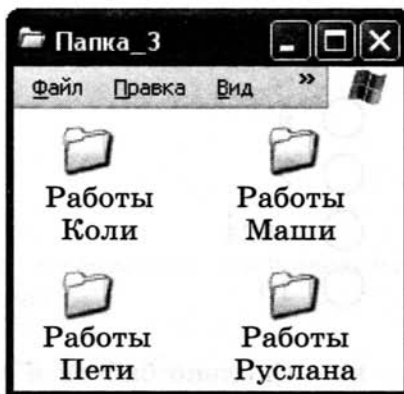 Папка_3
Файл Правка Вид »
Работы Коли
Работы Маши
Работы Пети
Работы Руслана